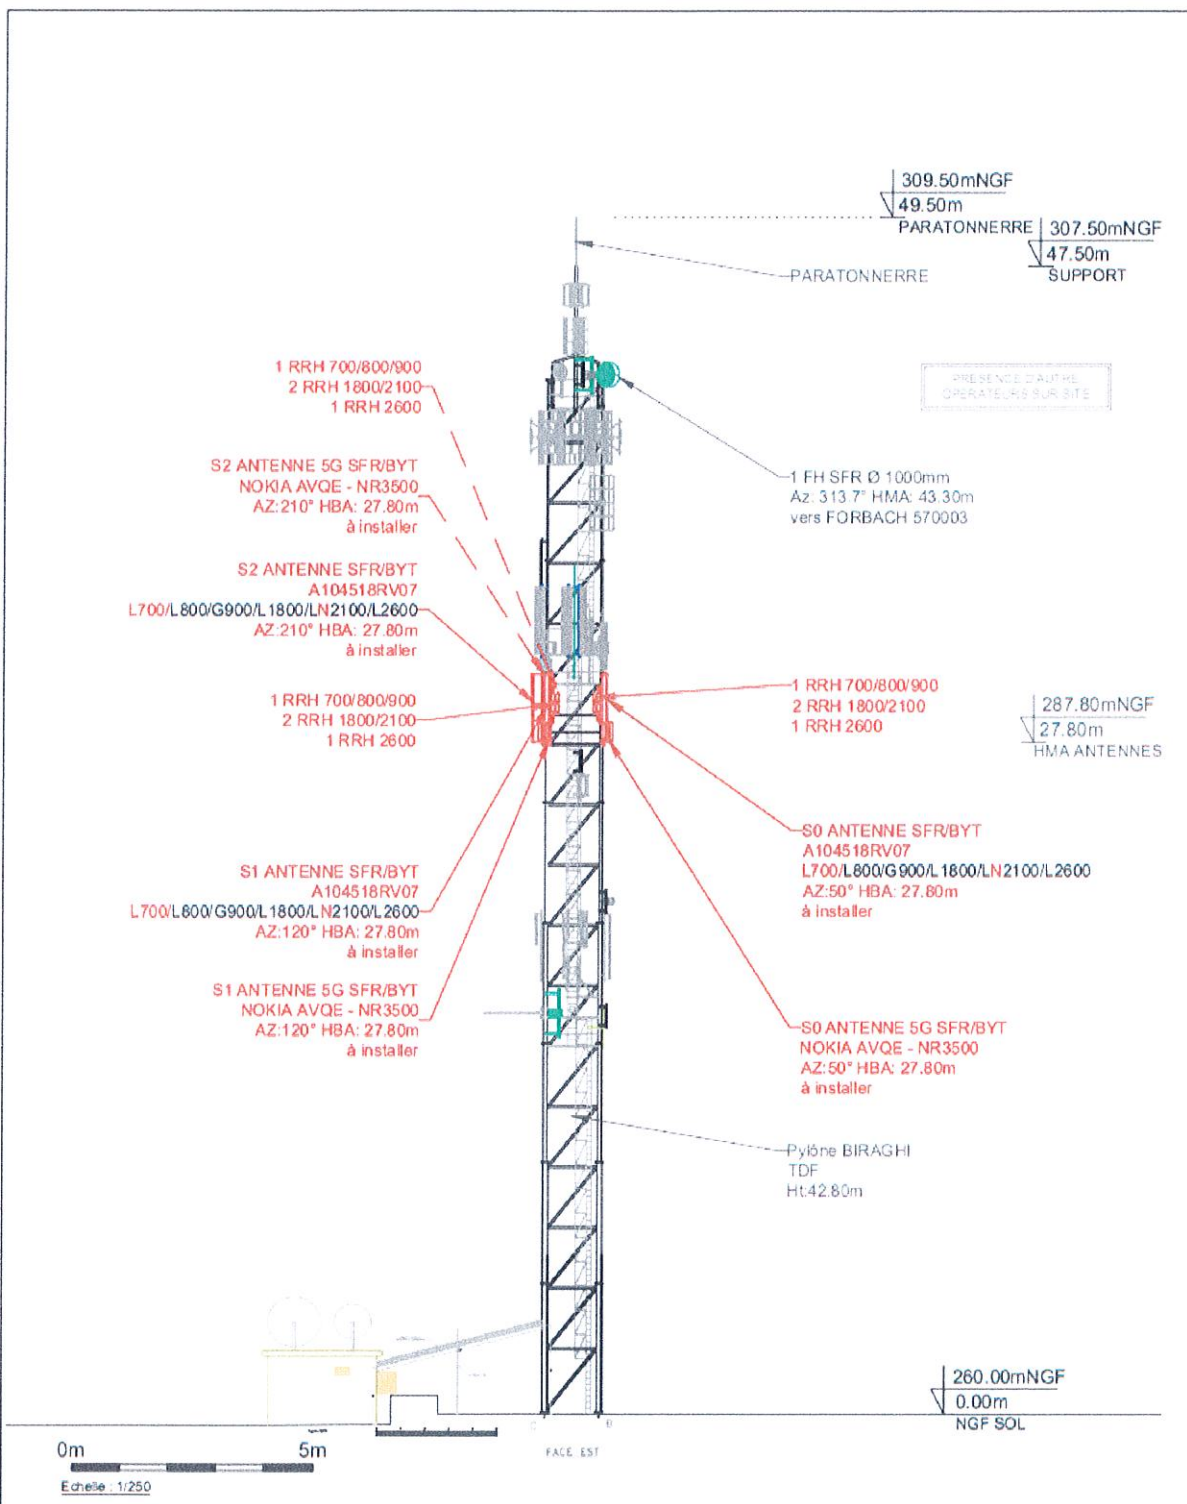 309.50mNGF
49.50m
PARATONNERRE
307.50mNGF
47.50m
SUPPORT
PARATONNERRE
PRESENCE D'AUTRE
OPERATEURS SUR SITE
1 RRH 700/800/900
2 RRH 1800/2100
1 RRH 2600
S2 ANTENNE 5G SFR/BYT
NOKIA AVQE - NR3500
AZ:210° HBA: 27.80m
à installer
1 FH SFR Ø 1000mm
Az: 313.7° HMA: 43.30m
vers FORBACH 570003
S2 ANTENNE SFR/BYT
A104518RV07
L700/L800/G900/L1800/LN2100/L2600
AZ:210° HBA: 27.80m
à installer
1 RRH 700/800/900
2 RRH 1800/2100
1 RRH 2600
1 RRH 700/800/900
2 RRH 1800/2100
1 RRH 2600
287.80mNGF
27.80m
HMA ANTENNES
S0 ANTENNE SFR/BYT
A104518RV07
L700/L800/G900/L1800/LN2100/L2600
AZ:50° HBA: 27.80m
à installer
S1 ANTENNE SFR/BYT
A104518RV07
L700/L800/G900/L1800/LN2100/L2600
AZ:120° HBA: 27.80m
à installer
S1 ANTENNE 5G SFR/BYT
NOKIA AVQE - NR3500
AZ:120° HBA: 27.80m
à installer
S0 ANTENNE 5G SFR/BYT
NOKIA AVQE - NR3500
AZ:50° HBA: 27.80m
à installer
Pylône BIRAGHI
TDF
Ht:42.80m
260.00mNGF
0.00m
NGF SOL
FACE EST
0m
5m
Echelle : 1/250